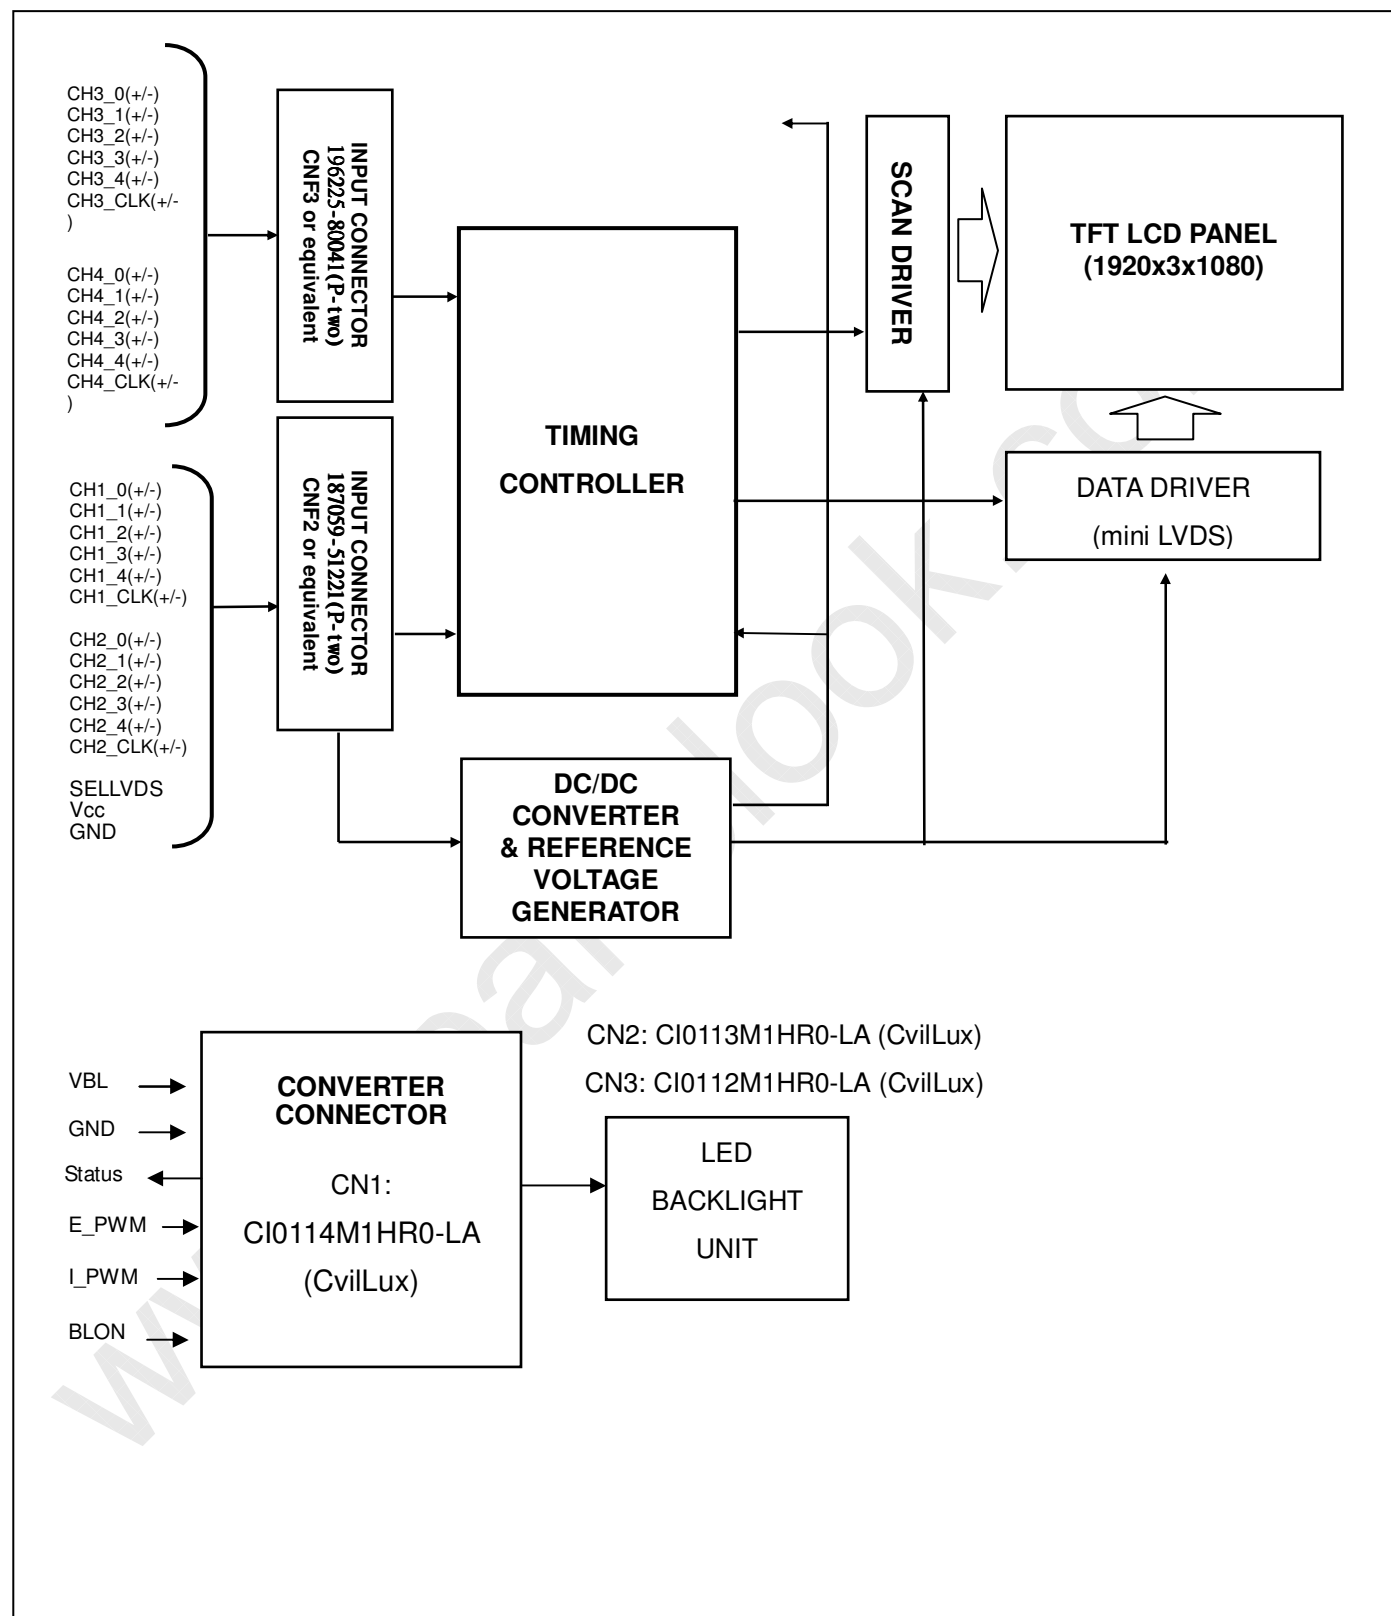 CH3_0(+/-)
CH3_1(+/-)
CH3_2(+/-)
CH3_3(+/-)
CH3_4(+/-)
CH3_CLK(+/-
)
CH4_0(+/-)
CH4_1(+/-)
CH4_2(+/-)
CH4_3(+/-)
CH4_4(+/-)
CH4_CLK(+/-
)
INPUT CONNECTOR
196225-80041(P-two)
CNF3 or equivalent
CH1_0(+/-)
CH1_1(+/-)
CH1_2(+/-)
CH1_3(+/-)
CH1_4(+/-)
CH1_CLK(+/-)
CH2_0(+/-)
CH2_1(+/-)
CH2_2(+/-)
CH2_3(+/-)
CH2_4(+/-)
CH2_CLK(+/-)
SELLVDS
Vcc
GND
INPUT CONNECTOR
187059-51221(P-two)
CNF2 or equivalent
TIMING
CONTROLLER
SCAN DRIVER
TFT LCD PANEL
(1920x3x1080)
DATA DRIVER
(mini LVDS)
DC/DC
CONVERTER
& REFERENCE
VOLTAGE
GENERATOR
VBL
GND
Status
E_PWM
I_PWM
BLON
CONVERTER
CONNECTOR
CN1:
CI0114M1HR0-LA
(CvilLux)
CN2: CI0113M1HR0-LA (CvilLux)
CN3: CI0112M1HR0-LA (CvilLux)
LED
BACKLIGHT
UNIT